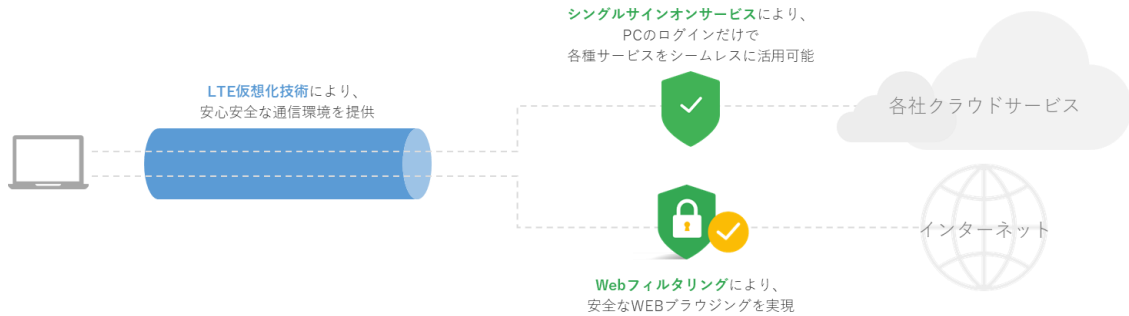 シングルサインオンサービスにより、
PCのログインだけで
各種サービスをシームレスに活用可能
LTE仮想化技術により、
安心安全な通信環境を提供
各社クラウドサービス
インターネット
Webフィルタリングにより、
安全なWEBブラウジングを実現